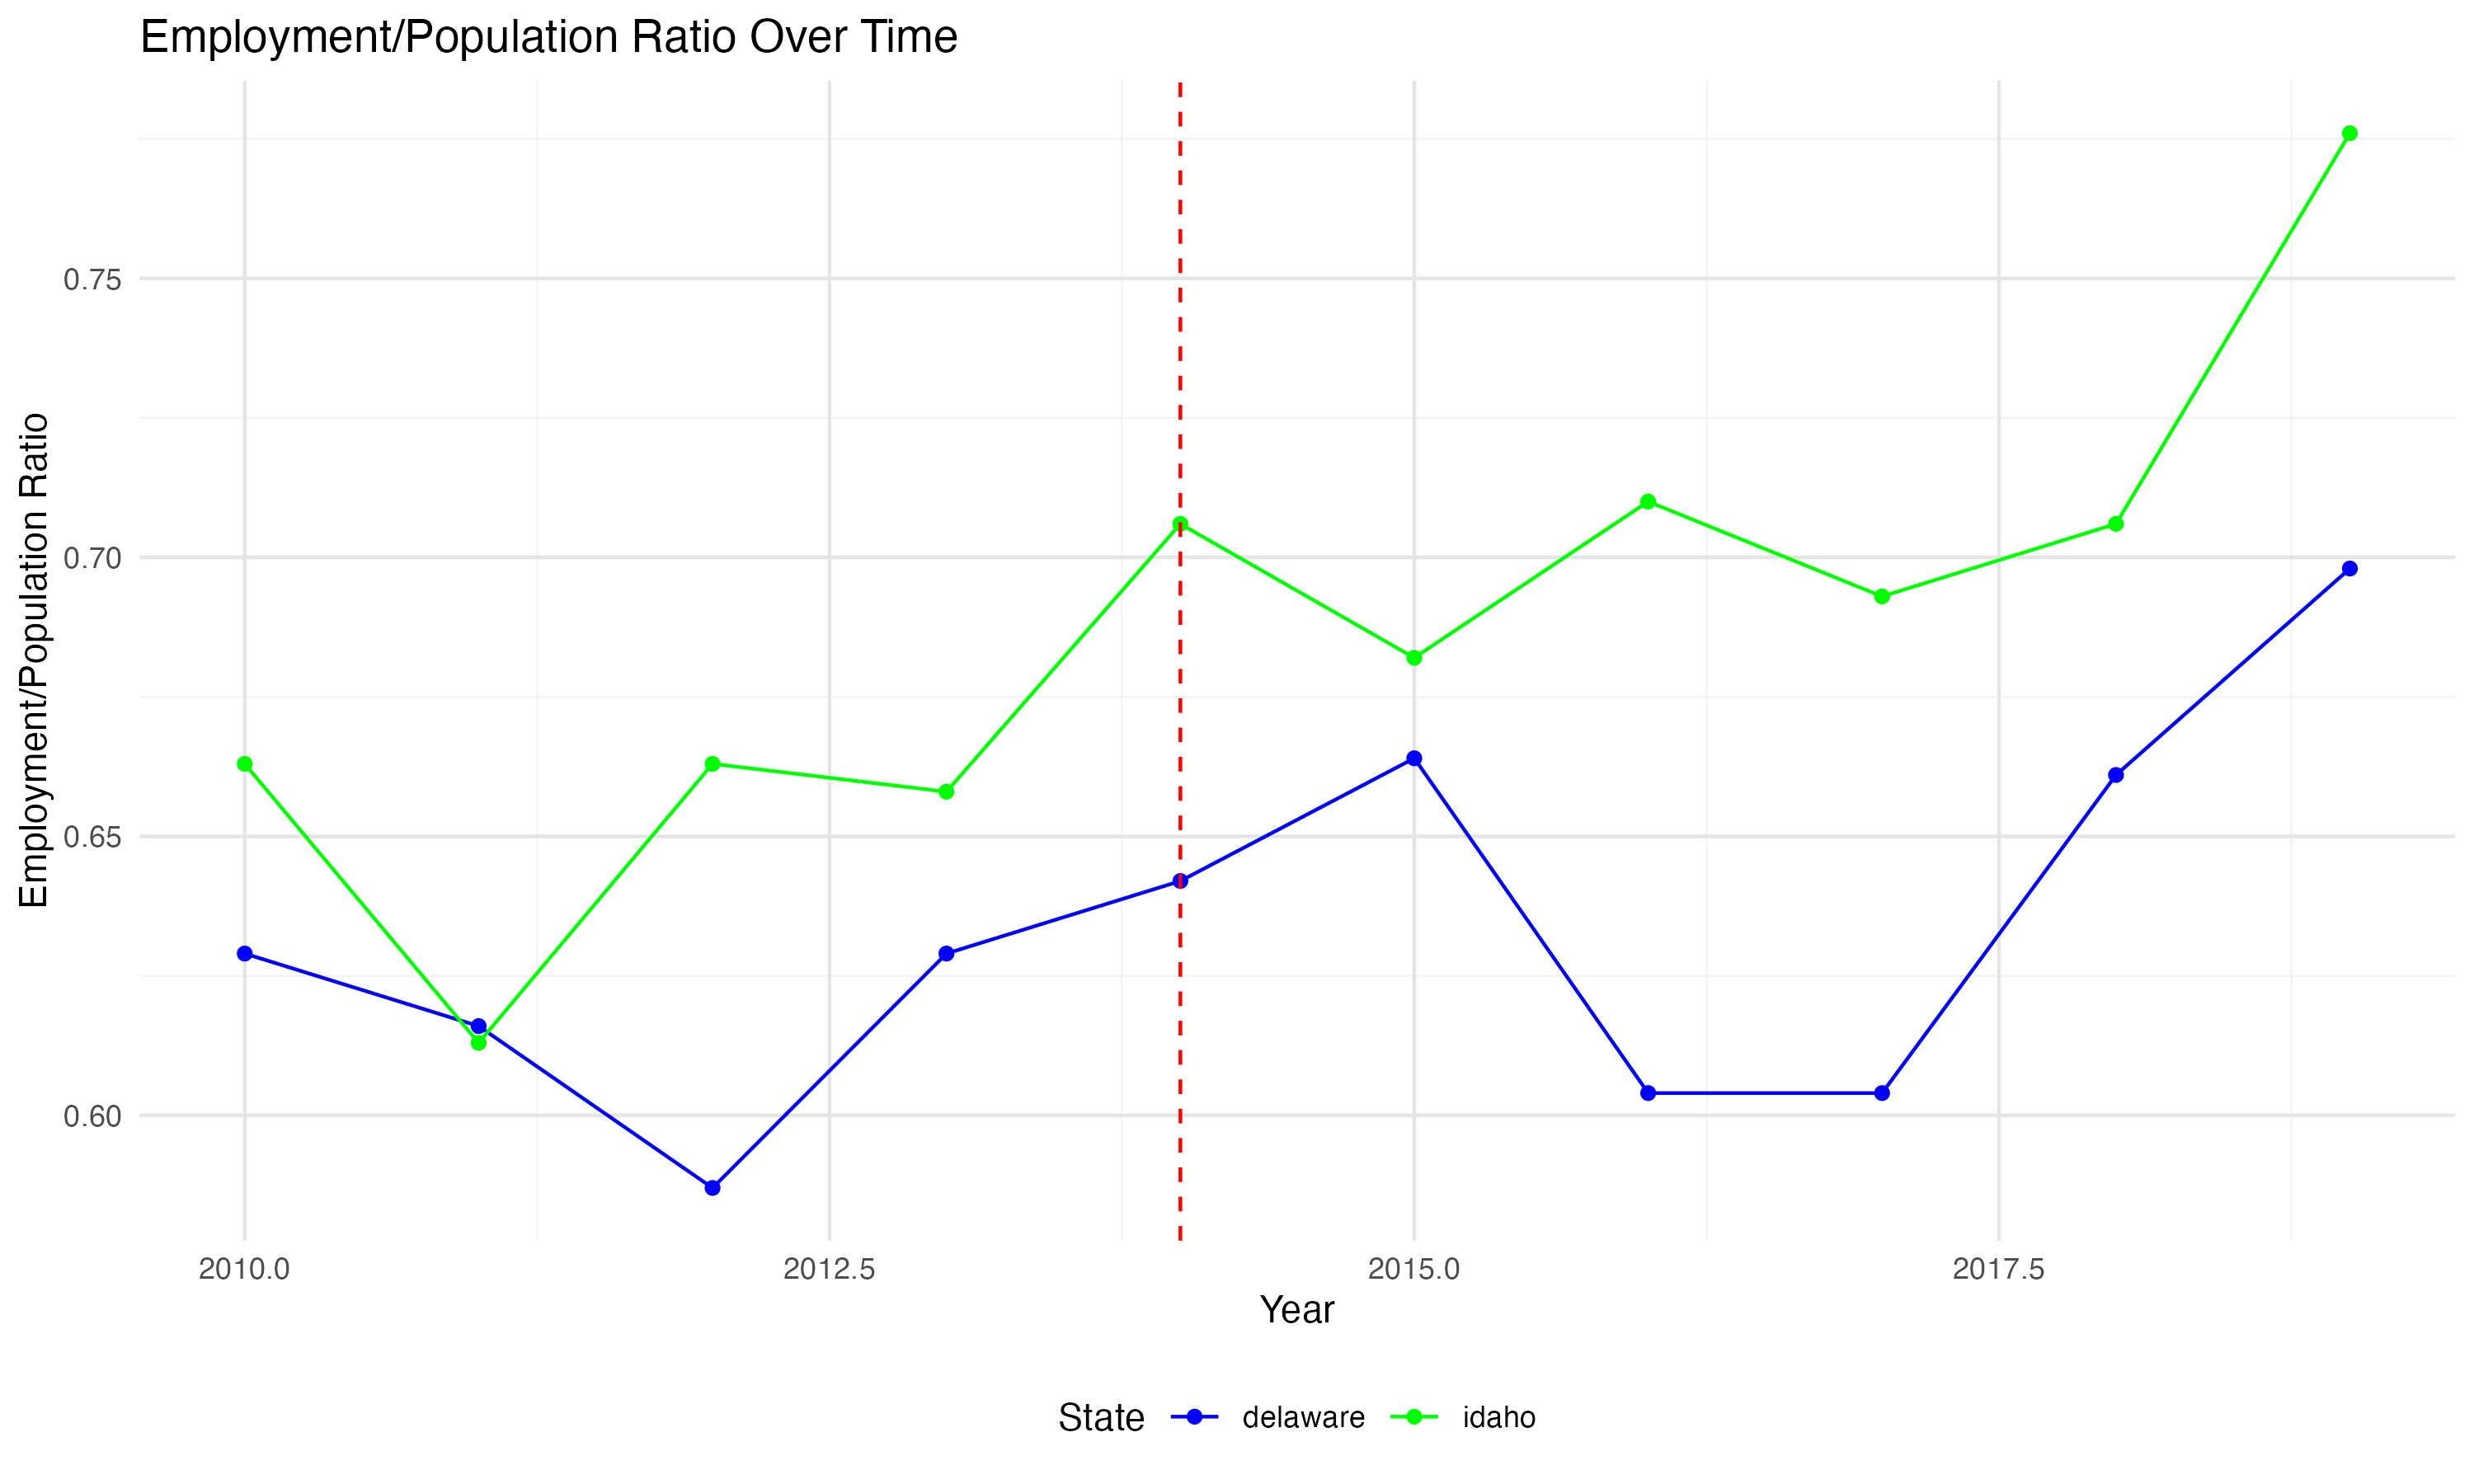 Employment/Population Ratio Over Time
Employment/Population Ratio
0.75
0.70
0.65
0.60
2010.0 2012.5 2015.0 2017.5
Year
State delaware idaho